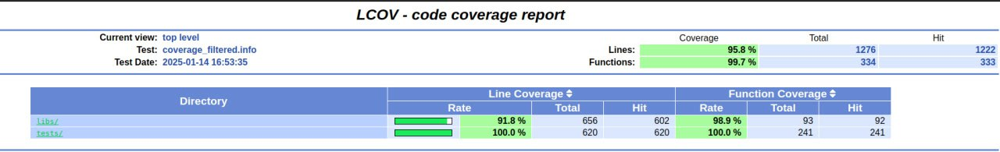 LCOV - code coverage report
Current view: top level Coverage Total Hit
Test: coverage_filtered.info Lines: 95.8 % 1276 1222
Test Date: 2025-01-14 16:53:35 Functions: 99.7 % 334 333
Directory Line Coverage Function Coverage
Rate Total Hit Rate Total Hit
libs/ 91.8 % 656 602 98.9 % 93 92
tests/ 100.0 % 620 620 100.0 % 241 241